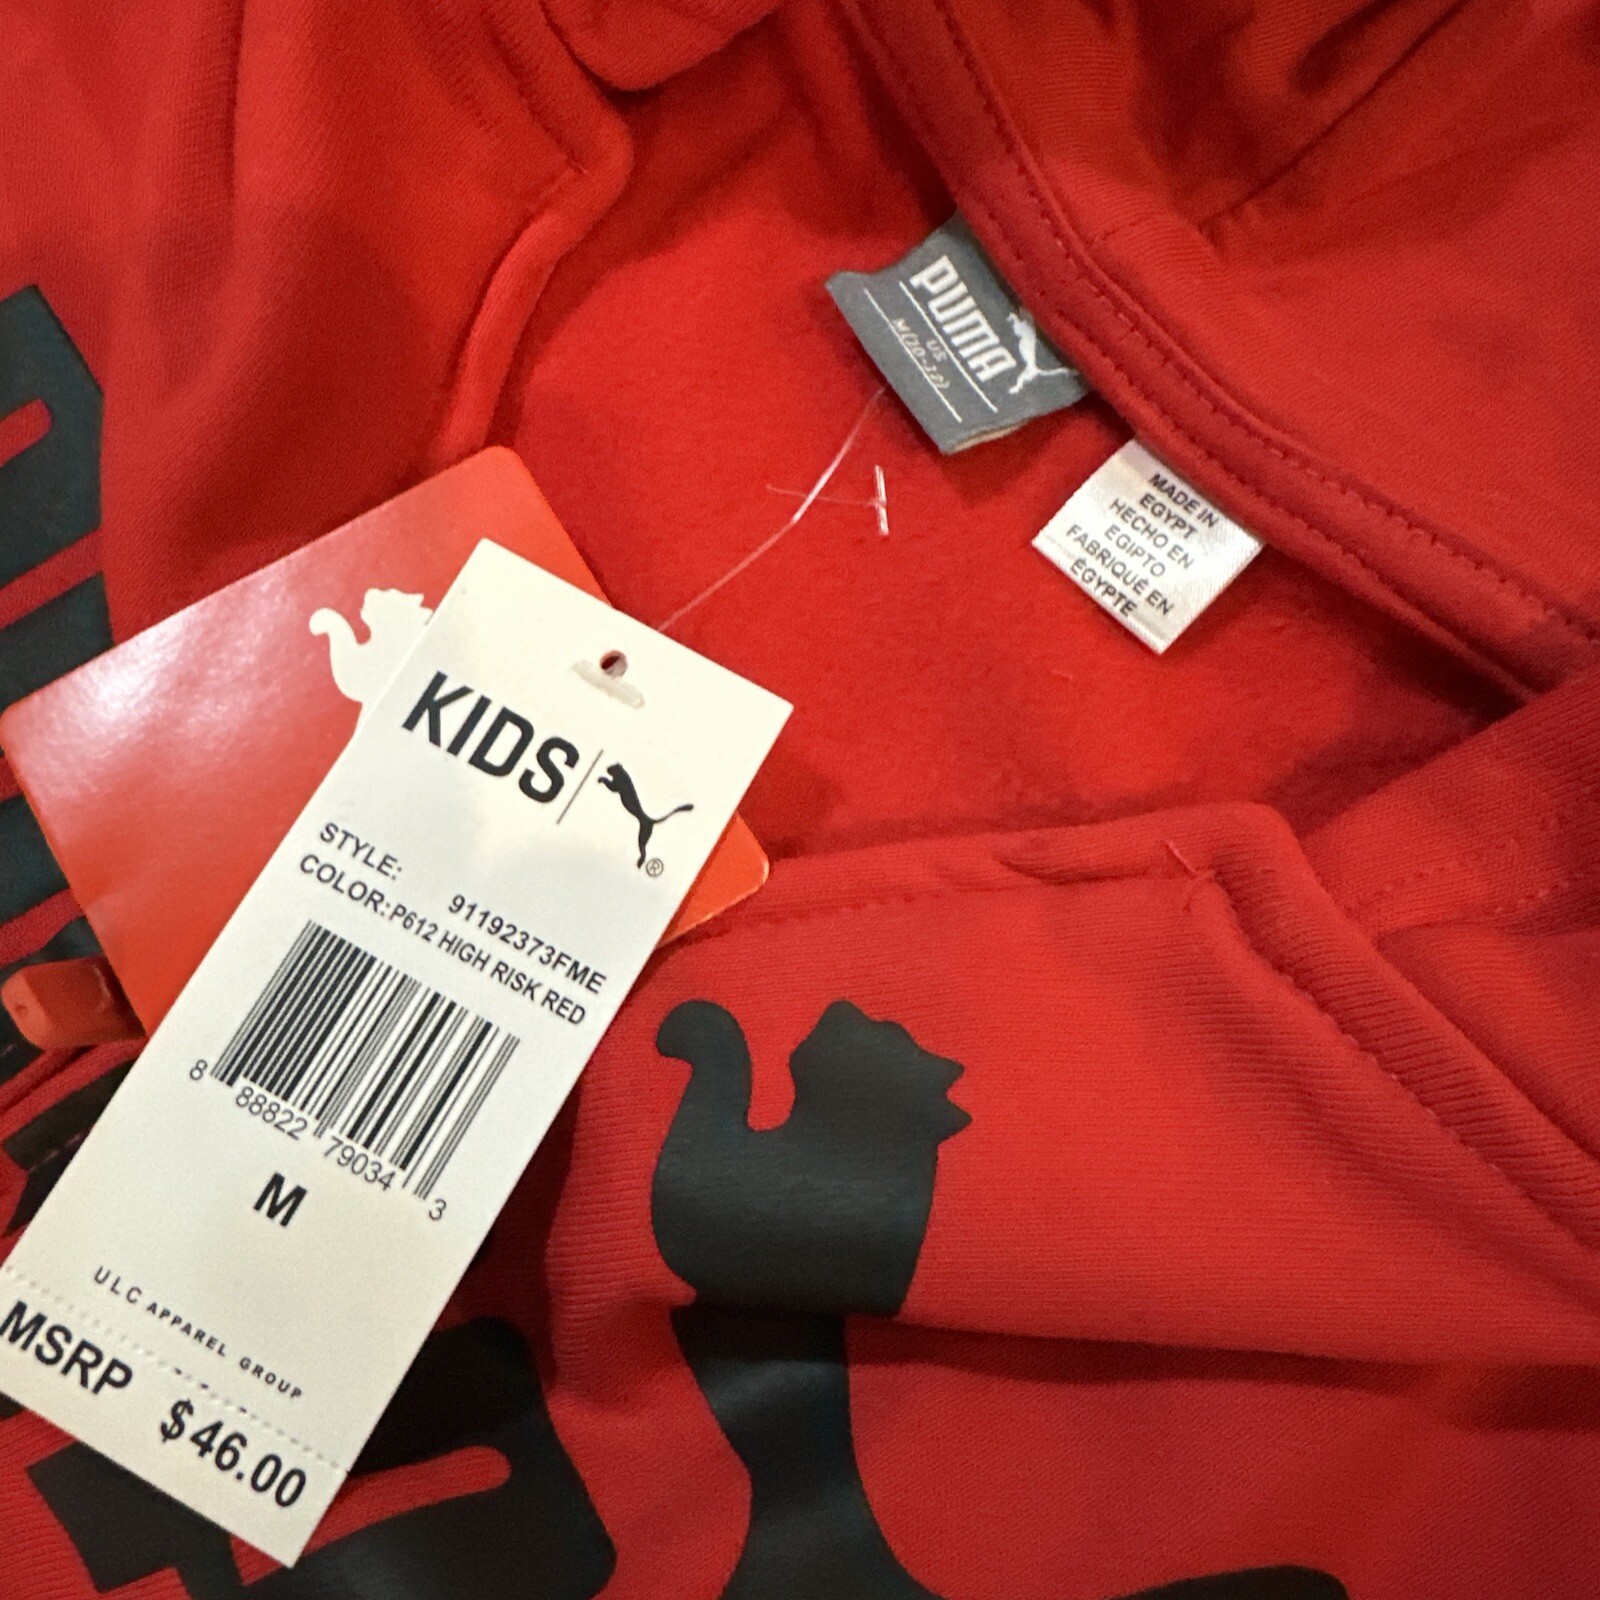 PUMA
US
M(10-12)
MADE IN
EGYPT
HECHO EN
EGIPTO
FABRIQUÉ EN
ÉGYPTE
KIDS
®
STYLE: 91192373FME
COLOR: P612 HIGH RISK RED
8 88822 79034 3
M
ULC APPAREL GROUP
MSRP $46.00